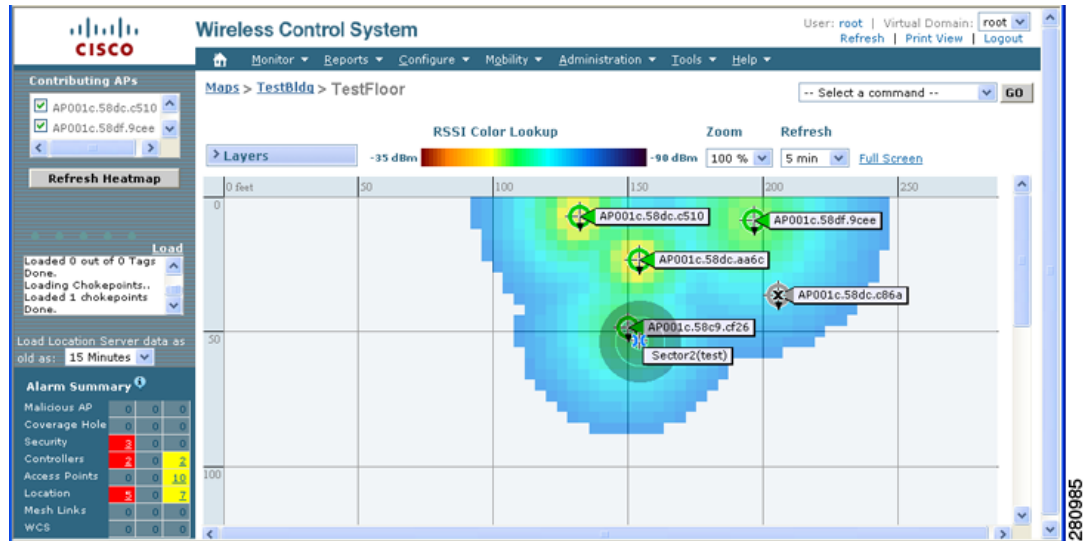 CISCO
Wireless Control System
User: root | Virtual Domain: root
Refresh | Print View | Logout
Monitor Reports Configure Mobility Administration Tools Help
Contributing APs
AP001c.58dc.c510
AP001c.58df.9cee
Refresh Heatmap
Maps > TestBldg > TestFloor
-- Select a command --
GO
RSSI Color Lookup
Zoom
Refresh
> Layers
-35 dBm
-90 dBm
100 %
5 min
Full Screen
0 feet
50
100
150
200
250
0
50
100
AP001c.58dc.c510
AP001c.58df.9cee
AP001c.58dc.aa6c
AP001c.58dc.c86a
AP001c.58c9.cf26
Sector2(test)
Load
Loaded 0 out of 0 Tags
Done.
Loading Chokepoints..
Loaded 1 chokepoints
Done.
Load Location Server data as
old as: 15 Minutes
Alarm Summary
Malicious AP 0 0 0
Coverage Hole 0 0 0
Security 0 0
Controllers 2 0 2
Access Points 0 0 10
Location 5 0 7
Mesh Links 0 0 0
WCS 0 0 0
280985